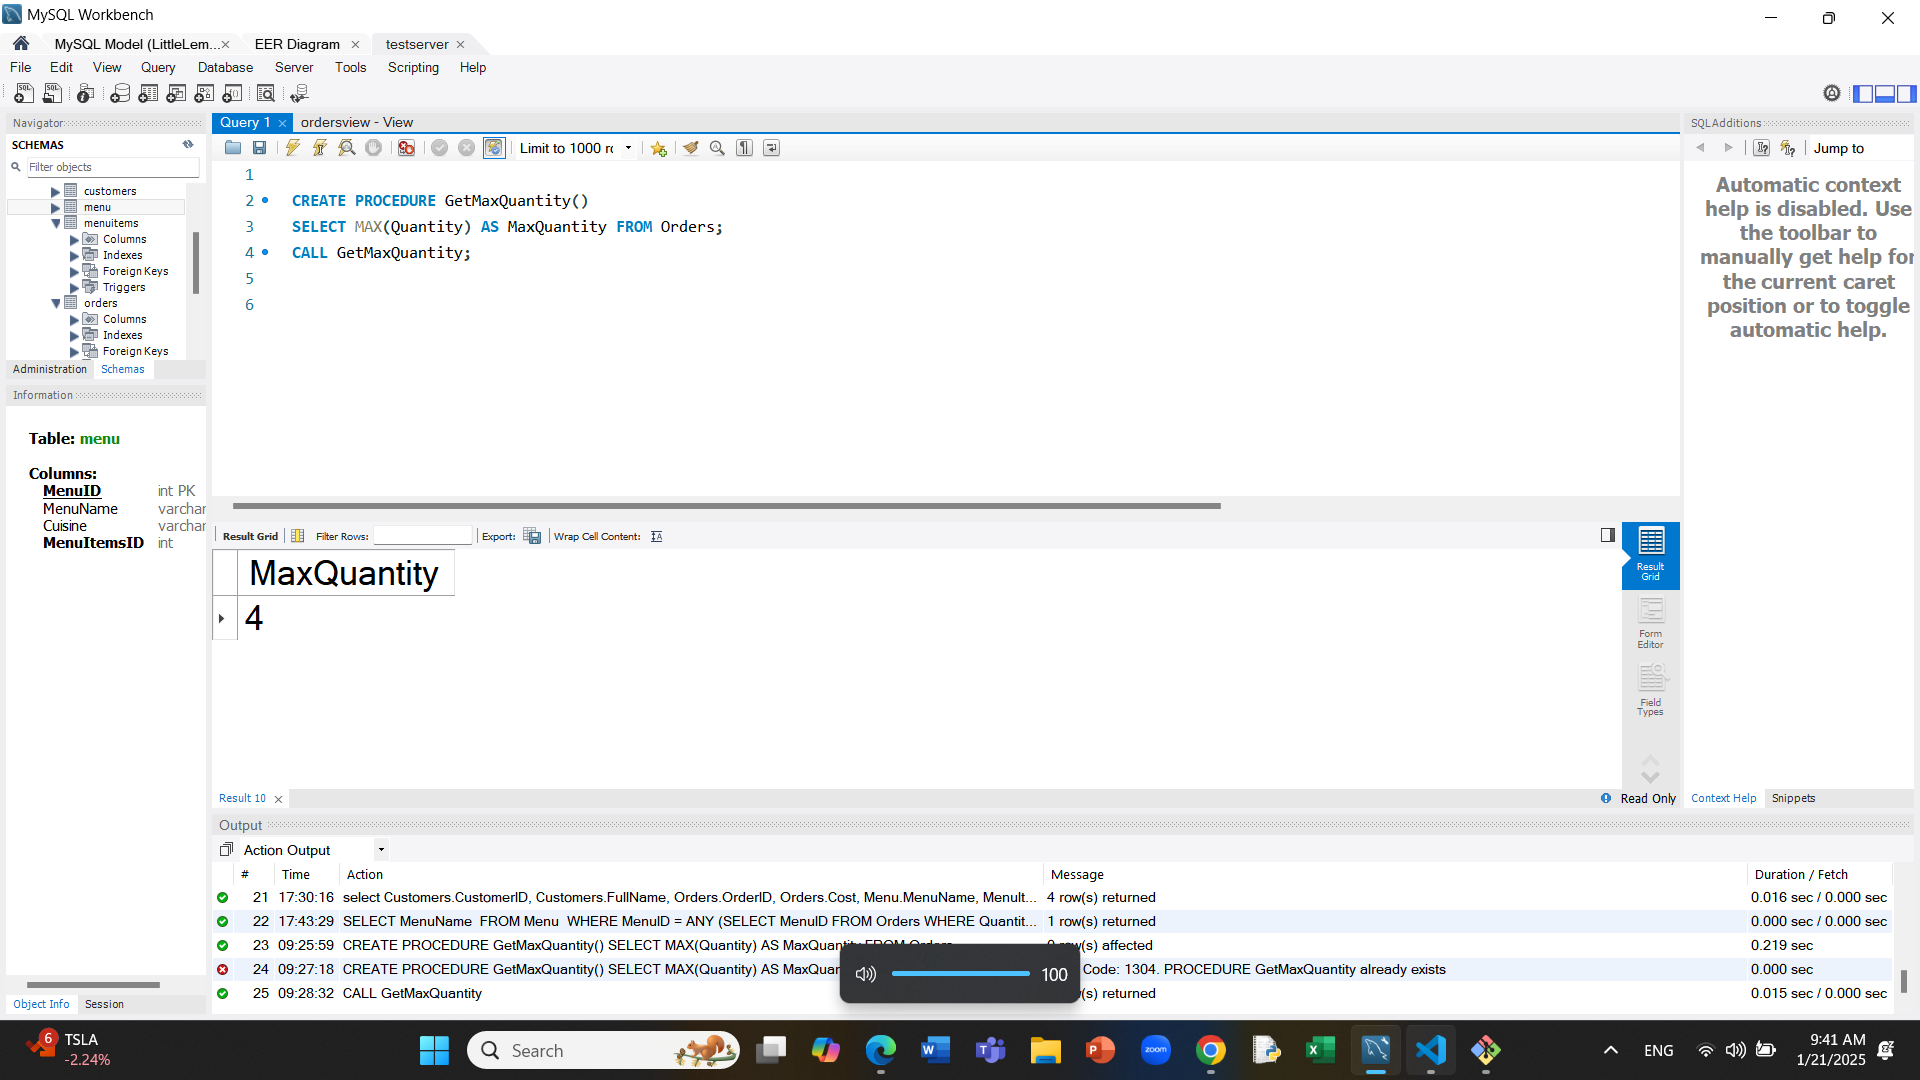 MySQL Workbench
MySQL Model (LittleLem... EER Diagram testserver
File Edit View Query Database Server Tools Scripting Help
Navigator
SCHEMAS
Filter objects
customers
menu
menuitems
Columns
Indexes
Foreign Keys
Triggers
orders
Columns
Indexes
Foreign Keys
Administration Schemas
Information
Table: menu
Columns:
MenuID int PK
MenuName varchar
Cuisine varchar
MenuItemsID int
Object Info Session
Query 1 ordersview - View
Limit to 1000 r
1
2 CREATE PROCEDURE GetMaxQuantity()
3 SELECT MAX(Quantity) AS MaxQuantity FROM Orders;
4 CALL GetMaxQuantity;
5
6
Result Grid Filter Rows: Export: Wrap Cell Content:
MaxQuantity
4
Result Grid
Form Editor
Field Types
Result 10 Read Only
SQLAdditions
Jump to
Automatic context
help is disabled. Use
the toolbar to
manually get help for
the current caret
position or to toggle
automatic help.
Context Help Snippets
Output
Action Output
# Time Action Message Duration / Fetch
21 17:30:16 select Customers.CustomerID, Customers.FullName, Orders.OrderID, Orders.Cost, Menu.MenuName, MenuIt... 4 row(s) returned 0.016 sec / 0.000 sec
22 17:43:29 SELECT MenuName FROM Menu WHERE MenuID = ANY (SELECT MenuID FROM Orders WHERE Quantit... 1 row(s) returned 0.000 sec / 0.000 sec
23 09:25:59 CREATE PROCEDURE GetMaxQuantity() SELECT MAX(Quantity) AS MaxQuantity FROM Orders row(s) affected 0.219 sec
24 09:27:18 CREATE PROCEDURE GetMaxQuantity() SELECT MAX(Quantity) AS MaxQuan Code: 1304. PROCEDURE GetMaxQuantity already exists 0.000 sec
25 09:28:32 CALL GetMaxQuantity (s) returned 0.015 sec / 0.000 sec
100
6 TSLA
-2.24%
Search
zoom
ENG
9:41 AM
1/21/2025